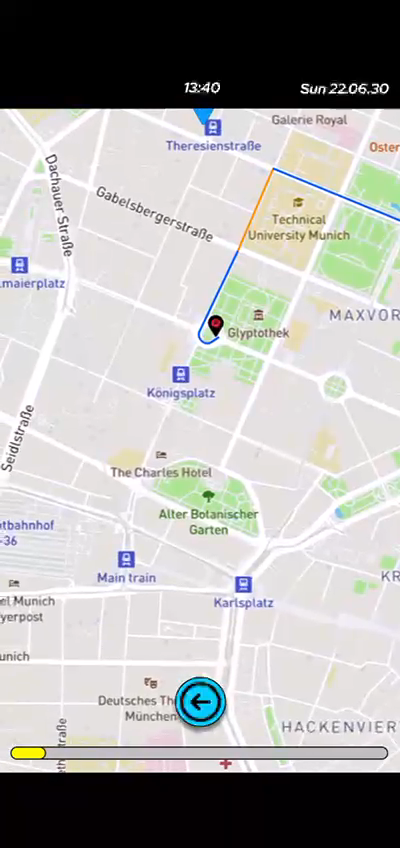 13:40
Sun 22.06.30
Galerie Royal
Theresienstraße
Oster
Dachauer Straße
Gabelsbergerstraße
Technical
University Munich
lmaierplatz
MAXVOR
Glyptothek
Königsplatz
Seidlstraße
The Charles Hotel
Alter Botanischer
Garten
tbahnhof
-36
Main train
KR
el Munich
yerpost
Karlsplatz
unich
Deutsches Th
München
HACKENVIER